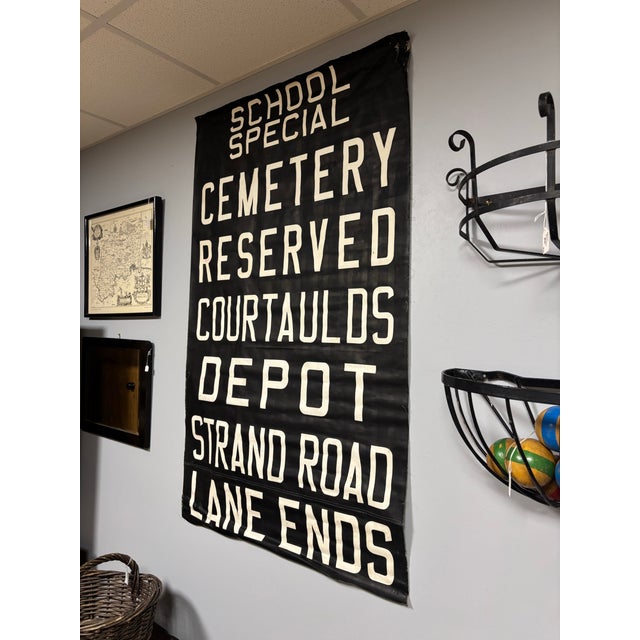 SCHOOL
SPECIAL
CEMETERY
RESERVED
COURTAULDS
DEPOT
STRAND ROAD
LANE ENDS